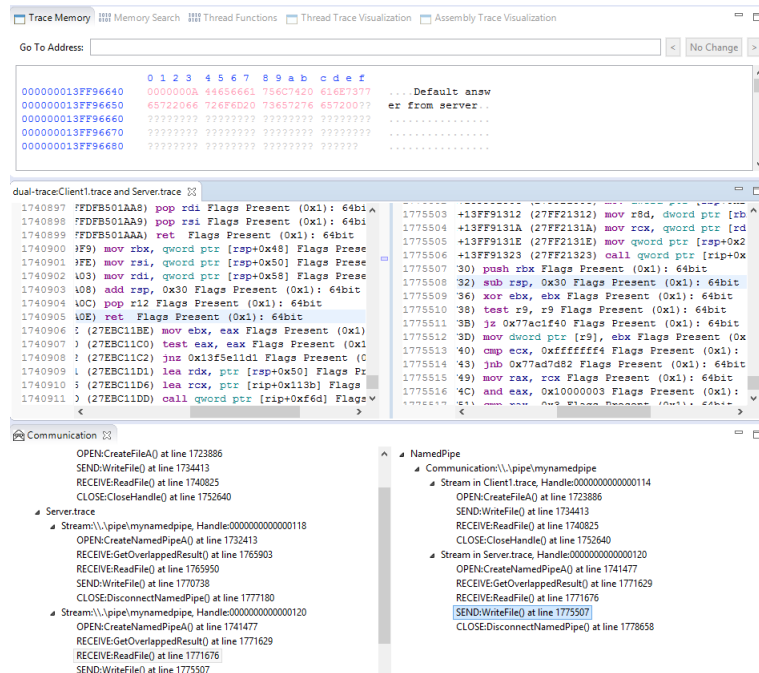 Trace Memory Memory Search Thread Functions Thread Trace Visualization Assembly Trace Visualization
Go To Address: < No Change >
0 1 2 3 4 5 6 7 8 9 a b c d e f
000000013FF96640 0000000A 44656661 756C7420 616E7377 ....Default answ
000000013FF96650 65722066 726F6D20 73657276 657200?? er from server..
000000013FF96660 ???????? ???????? ???????? ???????? ................
000000013FF96670 ???????? ???????? ???????? ???????? ................
000000013FF96680 ???????? ???????? ???????? ?????? ...............
dual-trace:Client1.trace and Server.trace
1740897 FFDFB501AA8) pop rdi Flags Present (0x1): 64bi
1740898 FFDFB501AA9) pop rsi Flags Present (0x1): 64bi
1740899 FFDFB501AAA) ret Flags Present (0x1): 64bit
1740900 9F9) mov rbx, qword ptr [rsp+0x48] Flags Prese
1740901 9FE) mov rsi, qword ptr [rsp+0x50] Flags Prese
1740902 A03) mov rdi, qword ptr [rsp+0x58] Flags Prese
1740903 A08) add rsp, 0x30 Flags Present (0x1): 64bit
1740904 A0C) pop r12 Flags Present (0x1): 64bit
1740905 A0E) ret Flags Present (0x1): 64bit
1740906 E (27EBC11BE) mov ebx, eax Flags Present (0x1)
1740907 ) (27EBC11C0) test eax, eax Flags Present (0x1
1740908 2 (27EBC11C2) jnz 0x13f5e11d1 Flags Present (0
1740909 1 (27EBC11D1) lea rdx, ptr [rsp+0x50] Flags Pr
1740910 6 (27EBC11D6) lea rcx, ptr [rip+0x113b] Flags
1740911 ) (27EBC11DD) call qword ptr [rip+0xf6d] Flags
1775503 +13FF91312 (27FF21312) mov r8d, dword ptr [rb
1775504 +13FF9131A (27FF2131A) mov rcx, qword ptr [rd
1775505 +13FF9131E (27FF2131E) mov qword ptr [rsp+0x2
1775506 +13FF91323 (27FF21323) call qword ptr [rip+0x
1775507 30) push rbx Flags Present (0x1): 64bit
1775508 32) sub rsp, 0x30 Flags Present (0x1): 64bit
1775509 36) xor ebx, ebx Flags Present (0x1): 64bit
1775510 38) test r9, r9 Flags Present (0x1): 64bit
1775511 3B) jz 0x77ac1f40 Flags Present (0x1): 64bit
1775512 3D) mov dword ptr [r9], ebx Flags Present (0x
1775513 40) cmp ecx, 0xfffffff4 Flags Present (0x1):
1775514 43) jnb 0x77ad7d82 Flags Present (0x1): 64bit
1775515 49) mov rax, rcx Flags Present (0x1): 64bit
1775516 4C) and eax, 0x10000003 Flags Present (0x1):
Communication
OPEN:CreateFileA() at line 1723886
SEND:WriteFile() at line 1734413
RECEIVE:ReadFile() at line 1740825
CLOSE:CloseHandle() at line 1752640
Server.trace
Stream:\\.\pipe\mynamedpipe, Handle:0000000000000118
OPEN:CreateNamedPipeA() at line 1732413
RECEIVE:GetOverlappedResult() at line 1765903
RECEIVE:ReadFile() at line 1765950
SEND:WriteFile() at line 1770738
CLOSE:DisconnectNamedPipe() at line 1777180
Stream:\\.\pipe\mynamedpipe, Handle:0000000000000120
OPEN:CreateNamedPipeA() at line 1741477
RECEIVE:GetOverlappedResult() at line 1771629
RECEIVE:ReadFile() at line 1771676
SEND:WriteFile() at line 1775507
NamedPipe
Communication:\\.\pipe\mynamedpipe
Stream in Client1.trace, Handle:0000000000000114
OPEN:CreateFileA() at line 1723886
SEND:WriteFile() at line 1734413
RECEIVE:ReadFile() at line 1740825
CLOSE:CloseHandle() at line 1752640
Stream in Server.trace, Handle:0000000000000120
OPEN:CreateNamedPipeA() at line 1741477
RECEIVE:GetOverlappedResult() at line 1771629
RECEIVE:ReadFile() at line 1771676
SEND:WriteFile() at line 1775507
CLOSE:DisconnectNamedPipe() at line 1778658